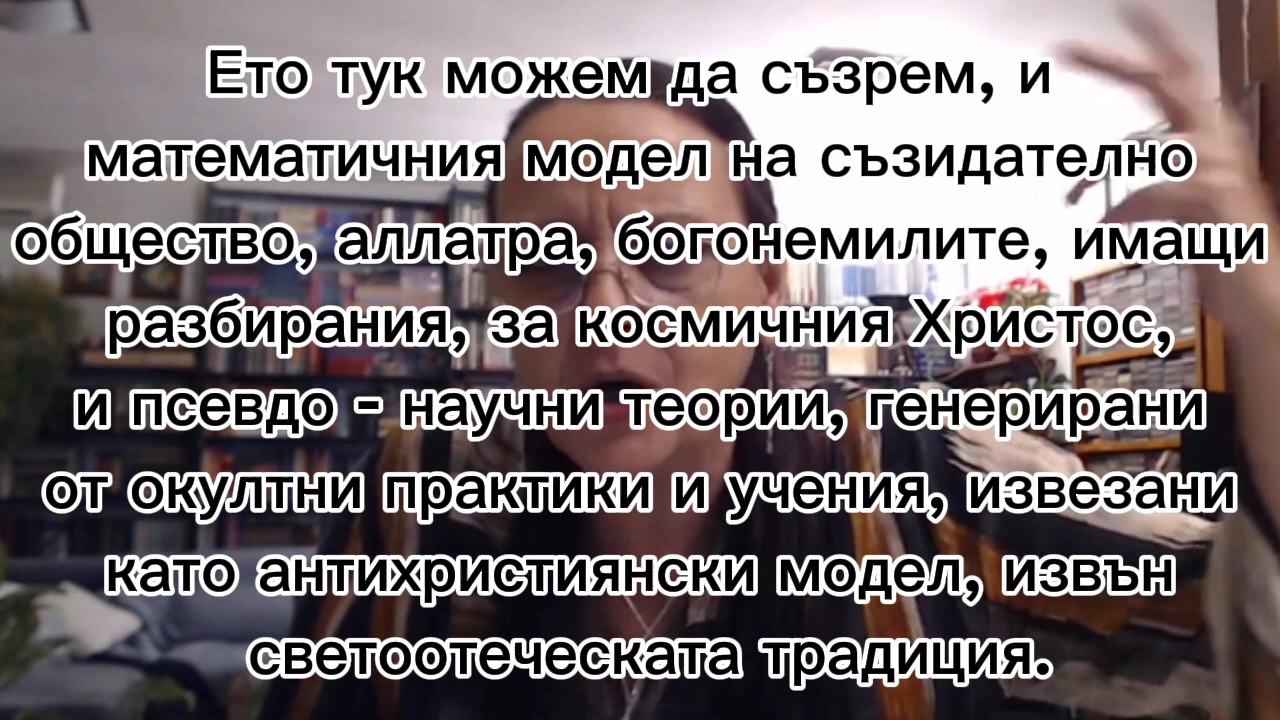 Ето тук можем да съзрем, и
математичния модел на съзидателно
общество, аллатра, богонемилите, имащи
разбирания, за космичния Христос,
и псевдо - научни теории, генерирани
от окултни практики и учения, извезани
като антихристиянски модел, извън
светоотеческата традиция.